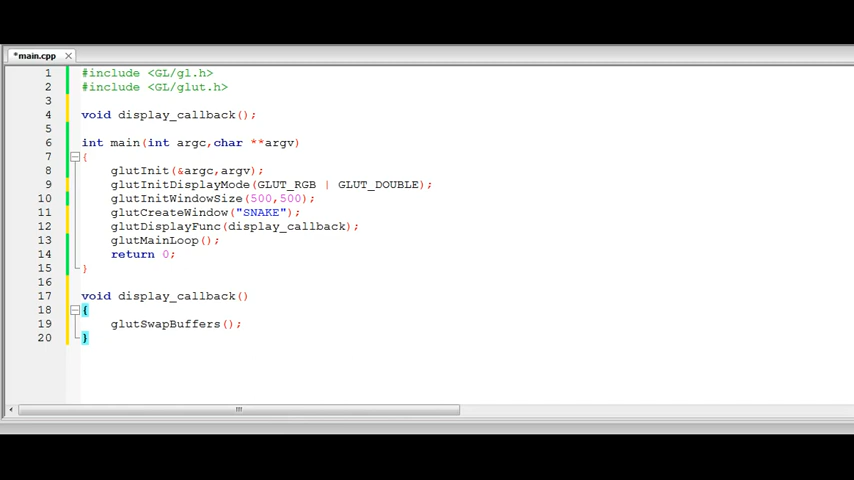 *main.cpp
1 #include <GL/gl.h>
2 #include <GL/glut.h>
3
4 void display_callback();
5
6 int main(int argc,char **argv)
7 {
8 glutInit(&argc,argv);
9 glutInitDisplayMode(GLUT_RGB | GLUT_DOUBLE);
10 glutInitWindowSize(500,500);
11 glutCreateWindow("SNAKE");
12 glutDisplayFunc(display_callback);
13 glutMainLoop();
14 return 0;
15 }
16
17 void display_callback()
18 {
19 glutSwapBuffers();
20 }